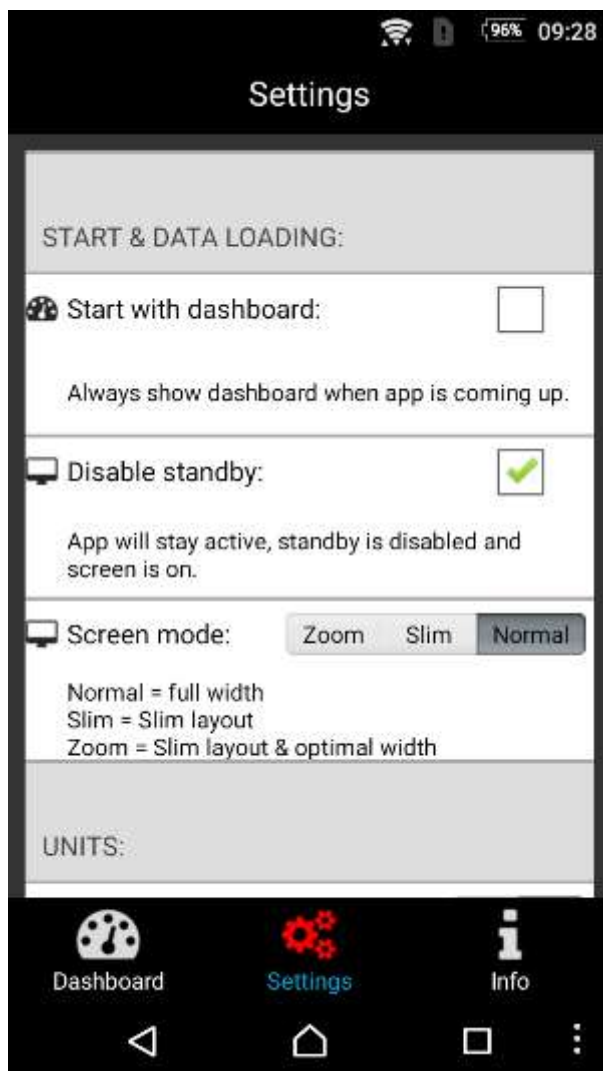 96% 09:28
Settings
START & DATA LOADING:
Start with dashboard:
Always show dashboard when app is coming up.
Disable standby:
App will stay active, standby is disabled and
screen is on.
Screen mode: Zoom Slim Normal
Normal = full width
Slim = Slim layout
Zoom = Slim layout & optimal width
UNITS:
Dashboard Settings Info